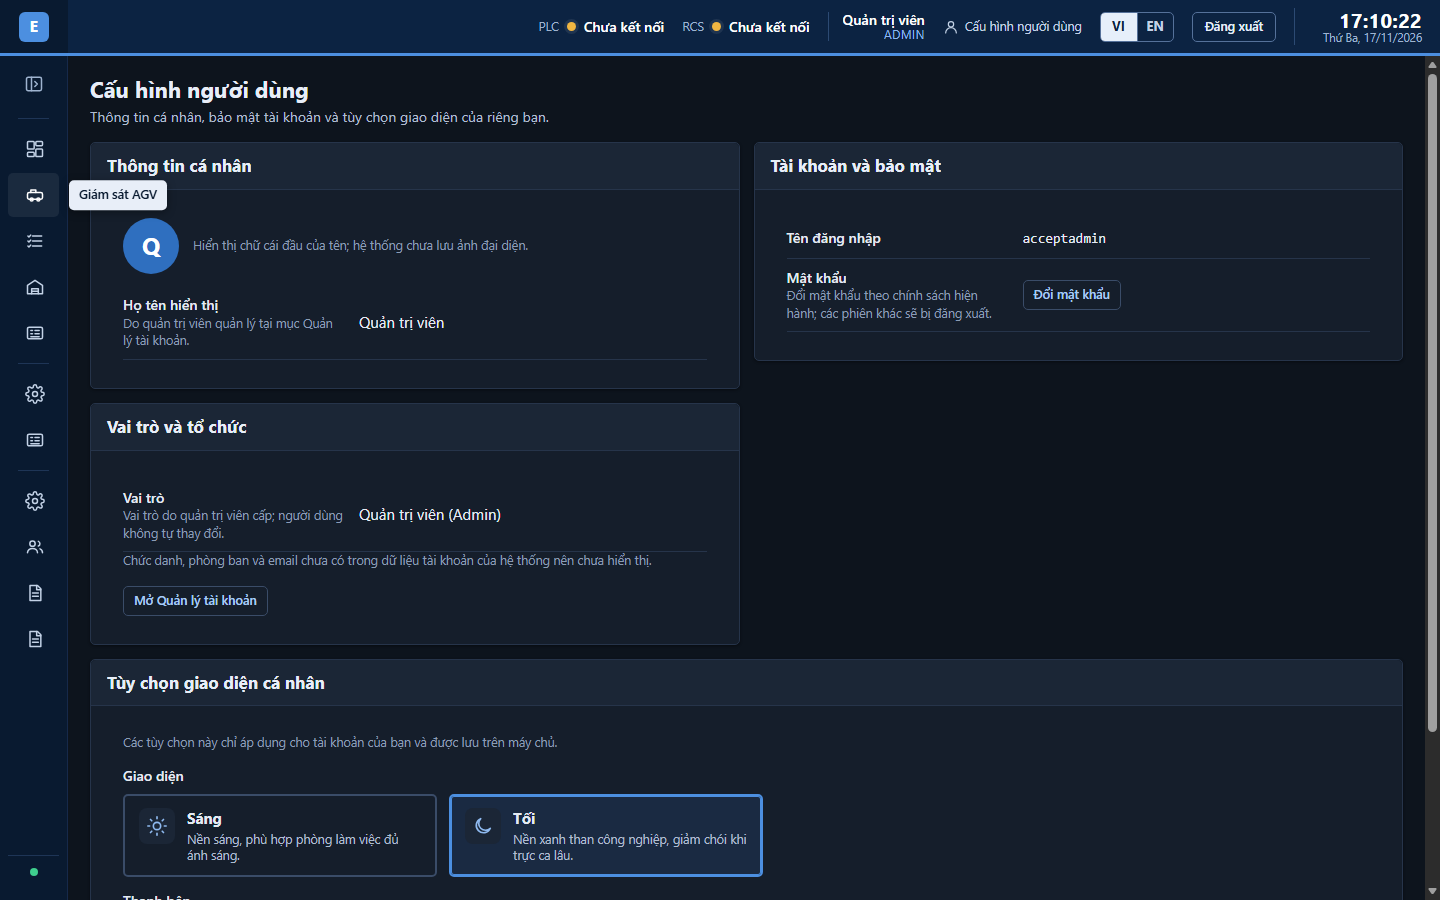 E
PLC Chưa kết nối RCS Chưa kết nối
Quản trị viên
ADMIN
Cấu hình người dùng
VI EN
Đăng xuất
17:10:22
Thứ Ba, 17/11/2026
Cấu hình người dùng
Thông tin cá nhân, bảo mật tài khoản và tùy chọn giao diện của riêng bạn.
Giám sát AGV
Thông tin cá nhân
Q
Hiển thị chữ cái đầu của tên; hệ thống chưa lưu ảnh đại diện.
Họ tên hiển thị
Do quản trị viên quản lý tại mục Quản
lý tài khoản.
Quản trị viên
Tài khoản và bảo mật
Tên đăng nhập
acceptadmin
Mật khẩu
Đổi mật khẩu theo chính sách hiện
hành; các phiên khác sẽ bị đăng xuất.
Đổi mật khẩu
Vai trò và tổ chức
Vai trò
Vai trò do quản trị viên cấp; người dùng
không tự thay đổi.
Quản trị viên (Admin)
Chức danh, phòng ban và email chưa có trong dữ liệu tài khoản của hệ thống nên chưa hiển thị.
Mở Quản lý tài khoản
Tùy chọn giao diện cá nhân
Các tùy chọn này chỉ áp dụng cho tài khoản của bạn và được lưu trên máy chủ.
Giao diện
Sáng
Nền sáng, phù hợp phòng làm việc đủ
ánh sáng.
Tối
Nền xanh than công nghiệp, giảm chói khi
trực ca lâu.
Thanh bên